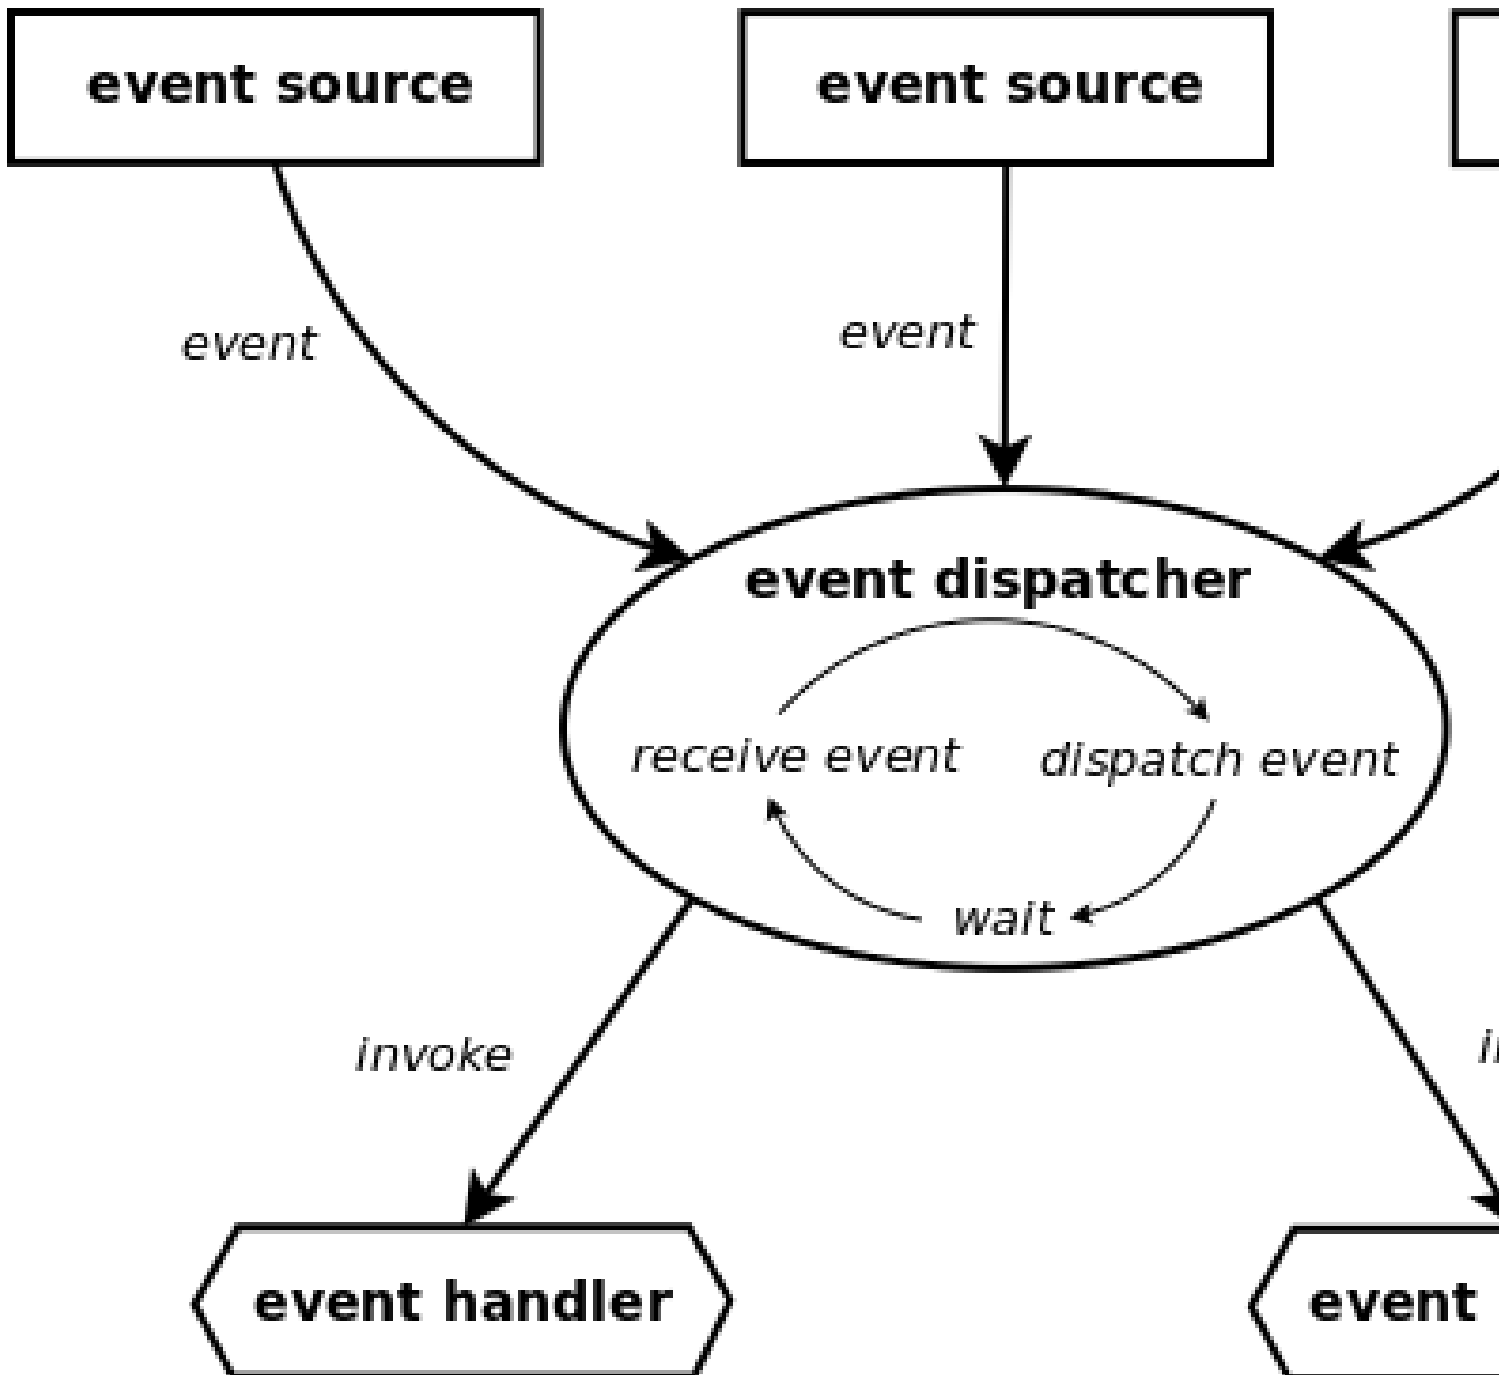 event source
event source
event
event
event dispatcher
receive event
dispatch event
wait
invoke
event handler
event